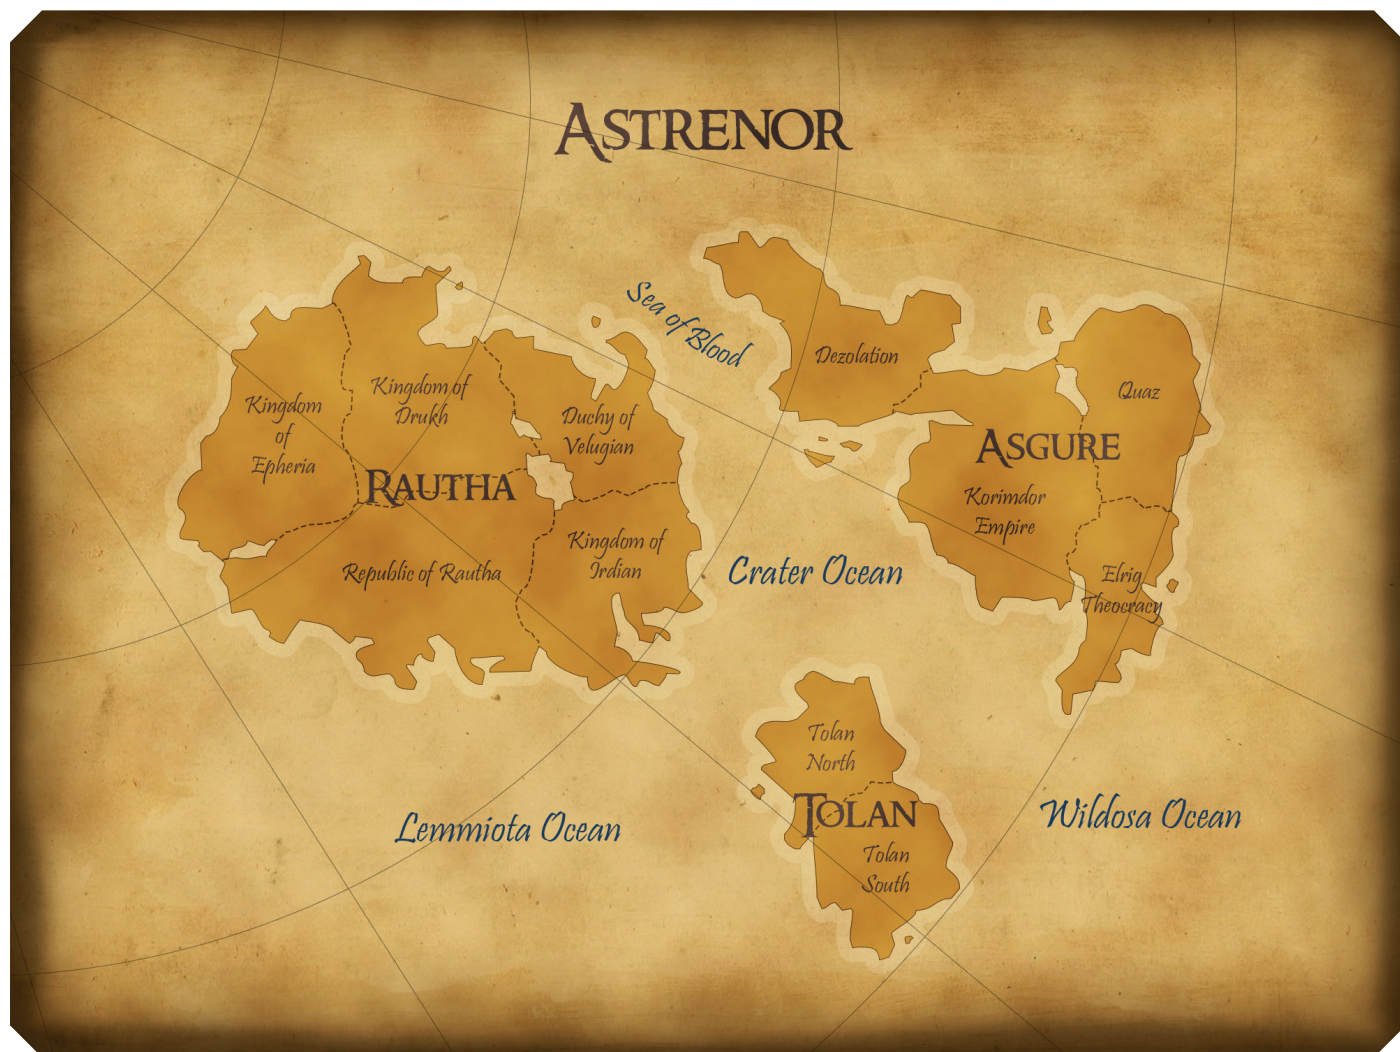 ASTRENOR
Sea of Blood
Dezolation
Kingdom of
Drukh
Kingdom
of
Epheria
Duchy of
Velugian
Quaz
ASGURE
RAUTHA
Korimdor
Empire
Kingdom of
Irdian
Republic of Rautha
Crater Ocean
Elrig
Theocracy
Tolan
North
TOLAN
Tolan
South
Lemmiota Ocean
Wildosa Ocean